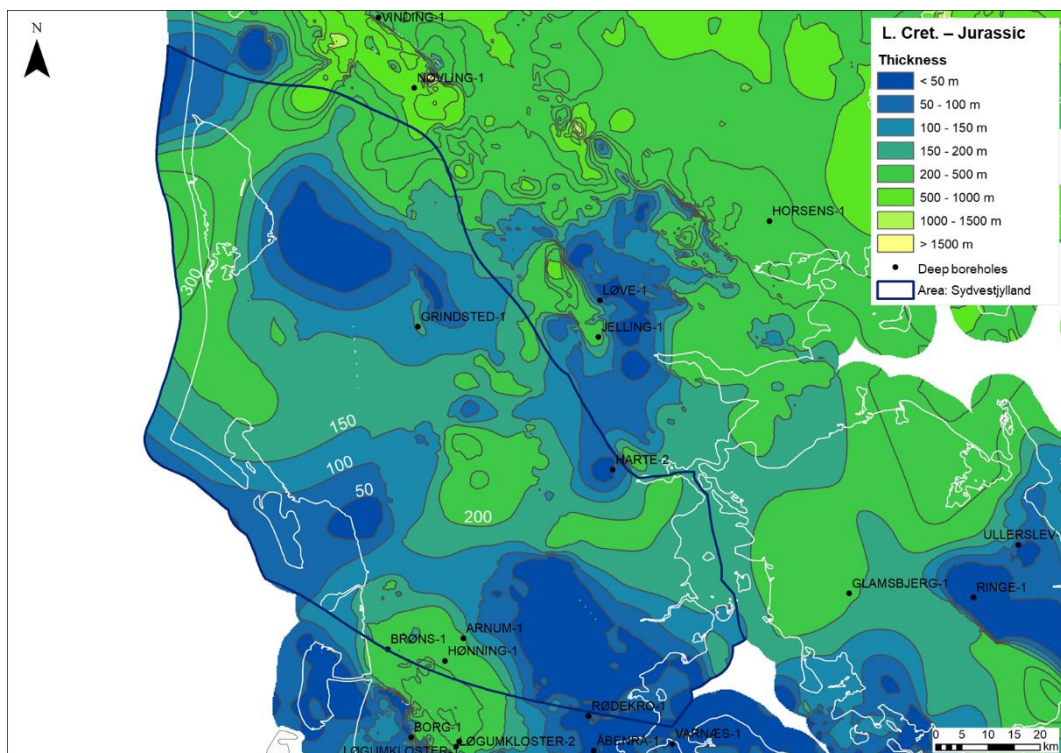 N
VINDING-1
NØVLING-1
L. Cret. – Jurassic
Thickness
< 50 m
50 - 100 m
100 - 150 m
150 - 200 m
200 - 500 m
500 - 1000 m
1000 - 1500 m
> 1500 m
Deep boreholes
Area: Sydvestjylland
HORSENS-1
300
LØVE-1
GRINDSTED-1
JELLING-1
150
100
50
HARTE-2
200
ULLERSLEV-
GLAMSBJERG-1
RINGE-1
ARNUM-1
BRØNS-1
HØNNING-1
RØDEKRO-1
BORG-1
LØGUMKLOSTER-2
VARNÆS-1
LØGUMKLOSTER-
ÅBENRÅ-1
0 5 10 20
km